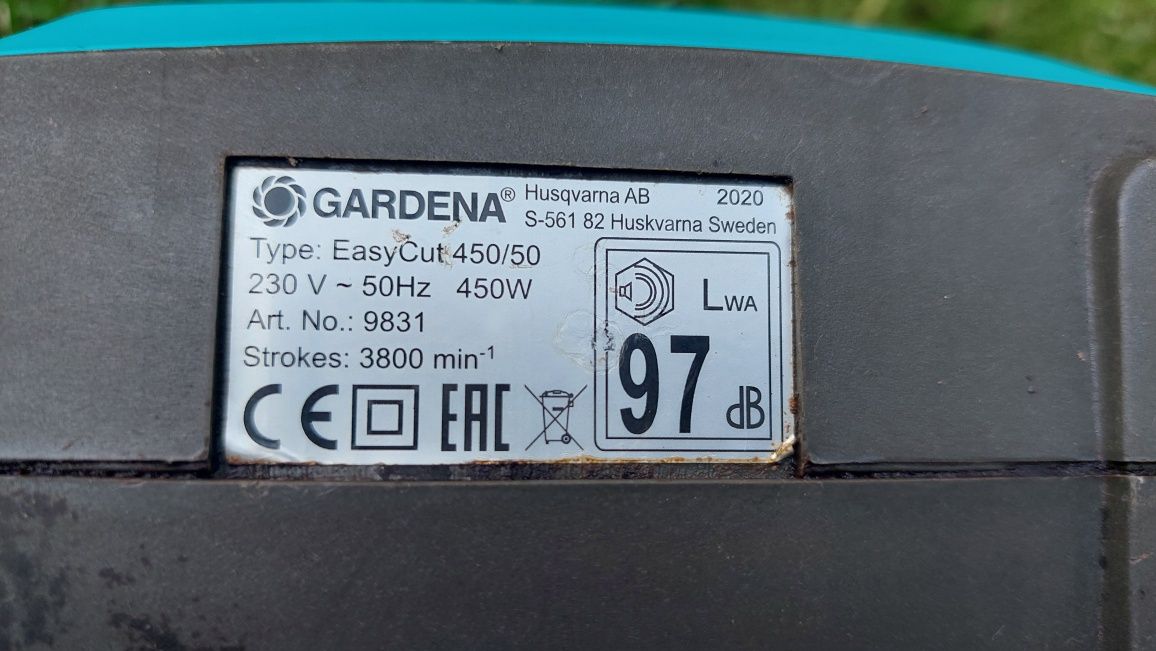 GARDENA® Husqvarna AB 2020
S-561 82 Huskvarna Sweden
Type: EasyCut 450/50
230 V ~ 50Hz 450W
Art. No.: 9831
Strokes: 3800 min⁻¹
CE EAC
LWA
97 dB